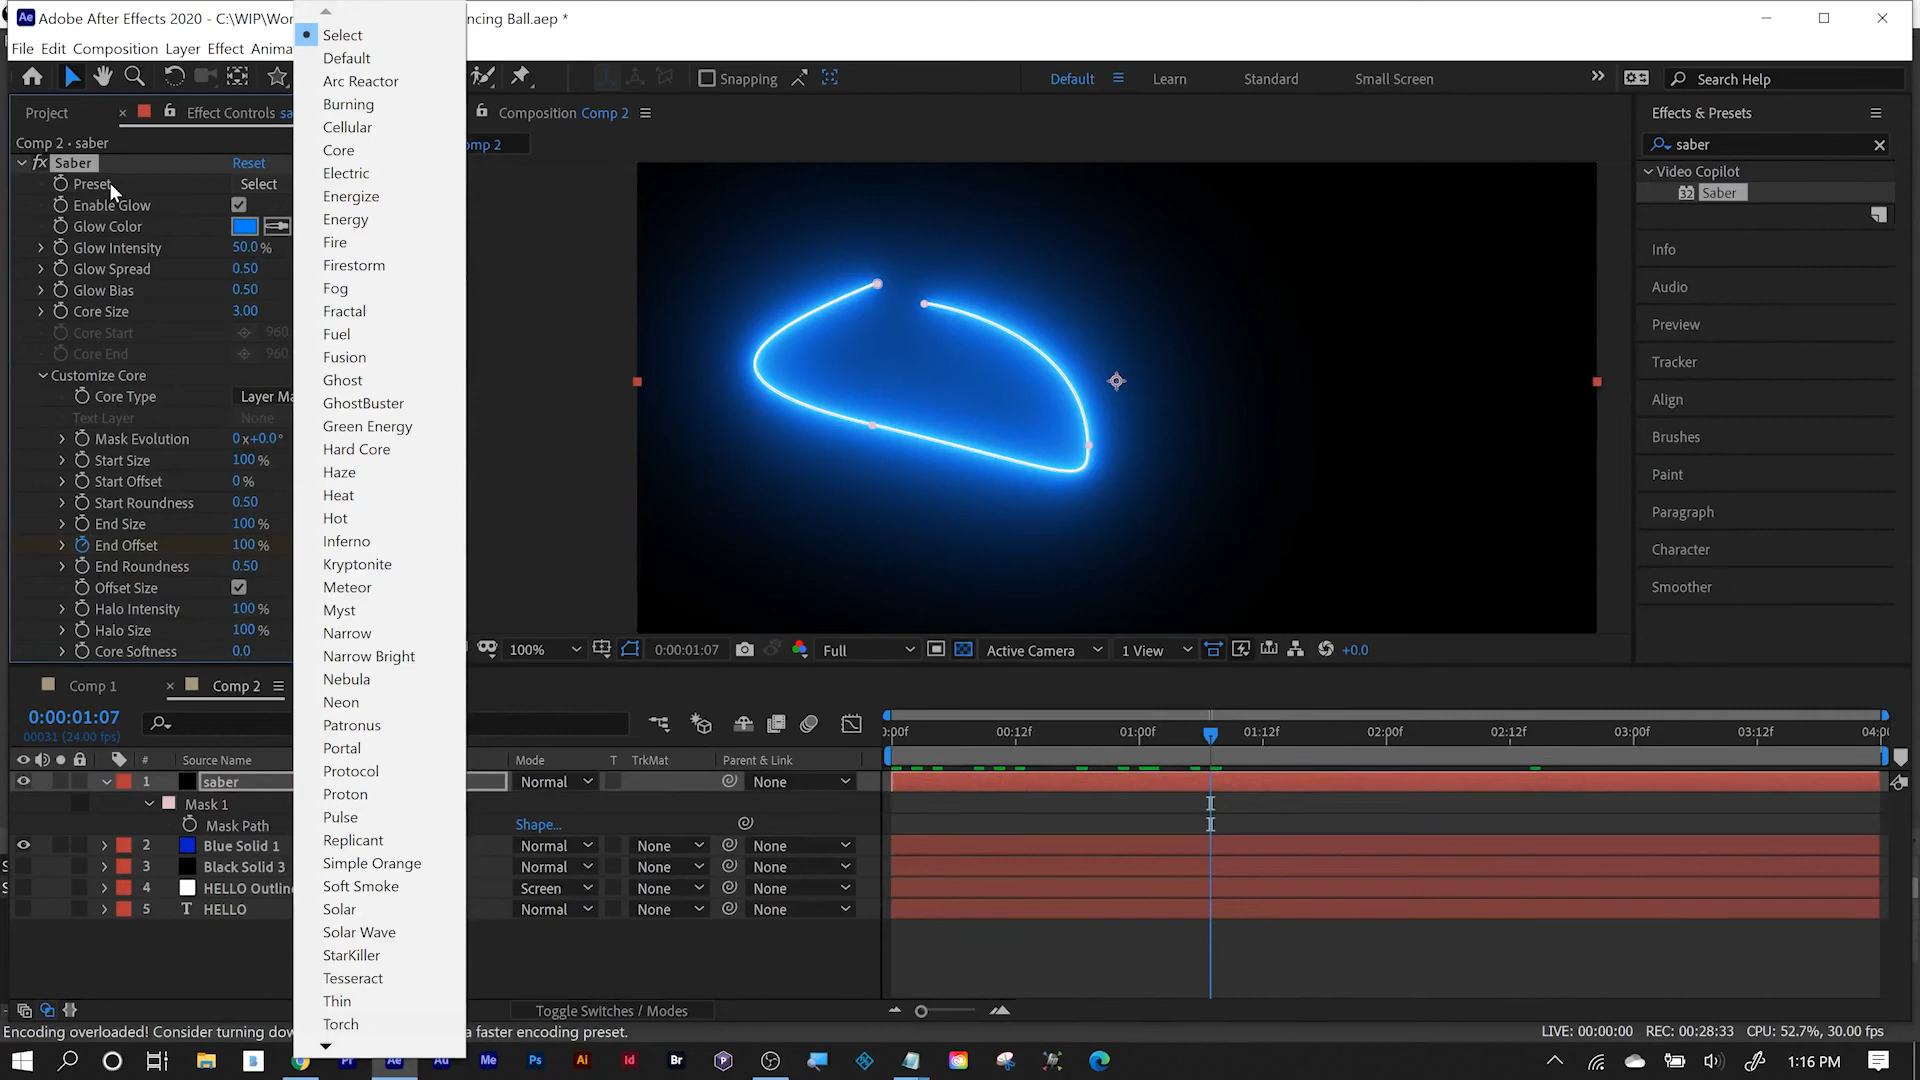 Adobe After Effects 2020 - C:\WIP\Wor
ncing Ball.aep *
File Edit Composition Layer Effect Anima
Snapping
Default
Learn
Standard
Small Screen
Search Help
Project
Effect Controls sa
Composition Comp 2
Effects & Presets
Comp 2 • saber
mp 2
saber
fx Saber
Reset
Video Copilot
32 Saber
Preset
Select
Enable Glow
Glow Color
Glow Intensity
50.0 %
Glow Spread
0.50
Glow Bias
0.50
Core Size
3.00
Core Start
960
Core End
960
Customize Core
Core Type
Layer Ma
Text Layer
None
Mask Evolution
0 x +0.0 °
Start Size
100 %
Start Offset
0 %
Start Roundness
0.50
End Size
100 %
End Offset
100 %
End Roundness
0.50
Offset Size
Halo Intensity
100 %
Halo Size
100 %
Core Softness
0.0
Select
Default
Arc Reactor
Burning
Cellular
Core
Electric
Energize
Energy
Fire
Firestorm
Fog
Fractal
Fuel
Fusion
Ghost
GhostBuster
Green Energy
Hard Core
Haze
Heat
Hot
Inferno
Kryptonite
Meteor
Myst
Narrow
Narrow Bright
Nebula
Neon
Patronus
Portal
Protocol
Proton
Pulse
Replicant
Simple Orange
Soft Smoke
Solar
Solar Wave
StarKiller
Tesseract
Thin
Torch
Info
Audio
Preview
Tracker
Align
Brushes
Paint
Paragraph
Character
Smoother
100%
0:00:01:07
Full
Active Camera
1 View
+0.0
Comp 1
Comp 2
0:00:01:07
00031 (24.00 fps)
:00f
00:12f
01:00f
01:12f
02:00f
02:12f
03:00f
03:12f
04:0
#
Source Name
Mode
T
TrkMat
Parent & Link
1
saber
Normal
None
Mask 1
Mask Path
Shape...
2
Blue Solid 1
Normal
None
None
3
Black Solid 3
Normal
None
None
4
HELLO Outlin
Screen
None
None
5
T
HELLO
Normal
None
None
Toggle Switches / Modes
Encoding overloaded! Consider turning dow
a faster encoding preset.
LIVE: 00:00:00
REC: 00:28:33
CPU: 52.7%, 30.00 fps
B
Pr
Ae
Au
Me
Ps
Ai
Id
Br
P
1:16 PM